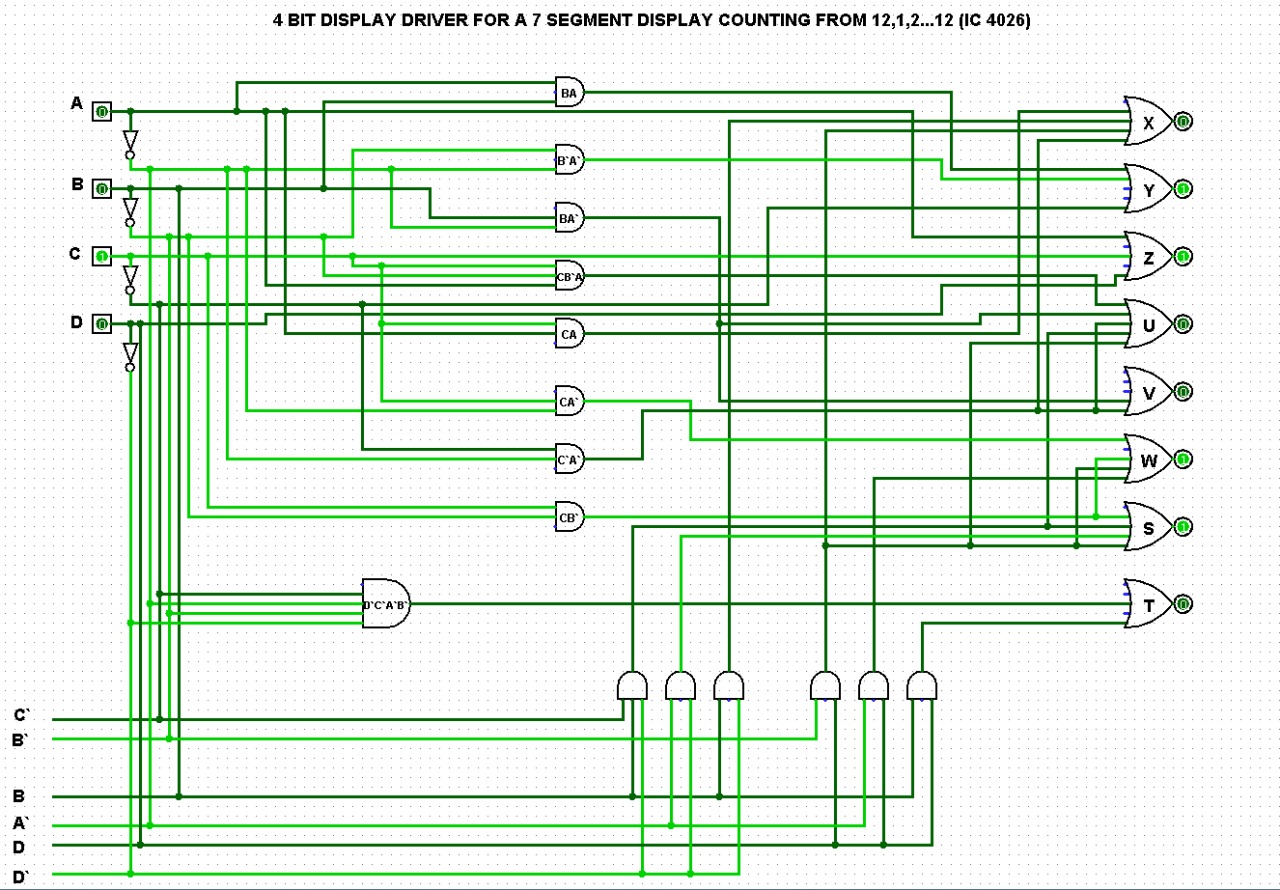 4 BIT DISPLAY DRIVER FOR A 7 SEGMENT DISPLAY COUNTING FROM 12,1,2...12 (IC 4026)
A 0
BA
X 0
B`A`
B 0
Y 1
BA`
C 1
CB`A
Z 1
D 0
CA
U 0
CA`
V 0
C`A`
W 1
CB`
S 1
D`C`A`B`
T 0
C`
B`
B
A`
D
D`